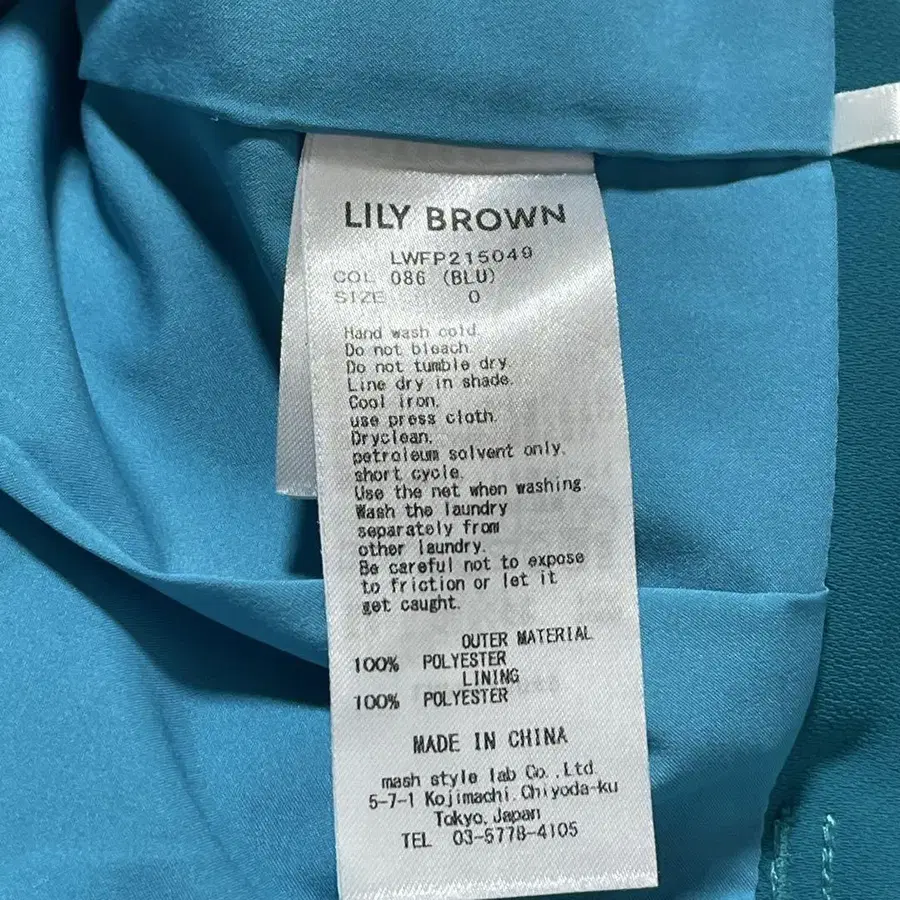 LILY BROWN
LWFP215049
COL 086 (BLU)
SIZE 0
Hand wash cold.
Do not bleach.
Do not tumble dry.
Line dry in shade.
Cool iron.
use press cloth.
Dryclean.
petroleum solvent only.
short cycle.
Use the net when washing.
Wash the laundry
separately from
other laundry.
Be careful not to expose
to friction or let it
get caught.
OUTER MATERIAL
100% POLYESTER
LINING
100% POLYESTER
MADE IN CHINA
mash style lab Co.,Ltd.
5-7-1 Kojimachi.Chiyoda-ku
Tokyo.Japan
TEL 03-5778-4105